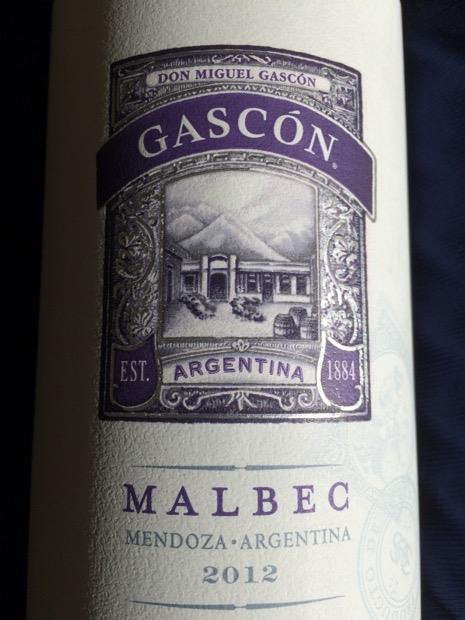 DON MIGUEL GASCÓN
GASCÓN
EST. ARGENTINA 1884
MALBEC
MENDOZA · ARGENTINA
2012